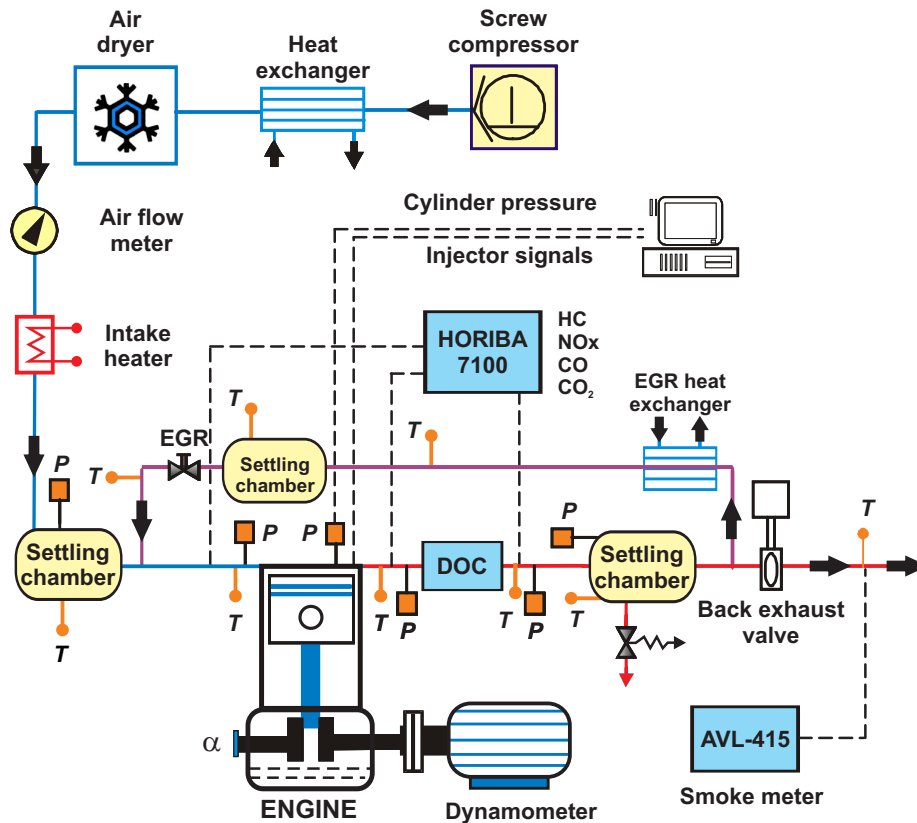 Air
dryer
Heat
exchanger
Screw
compressor
Air flow
meter
Cylinder pressure
Injector signals
Intake
heater
HORIBA
7100
HC
NOx
CO
CO₂
EGR heat
exchanger
T
T
EGR
P
T
Settling
chamber
P
P
P
T
Settling
chamber
DOC
Settling
chamber
T
T
T
P
T
P
T
Back exhaust
valve
α
AVL-415
ENGINE
Dynamometer
Smoke meter